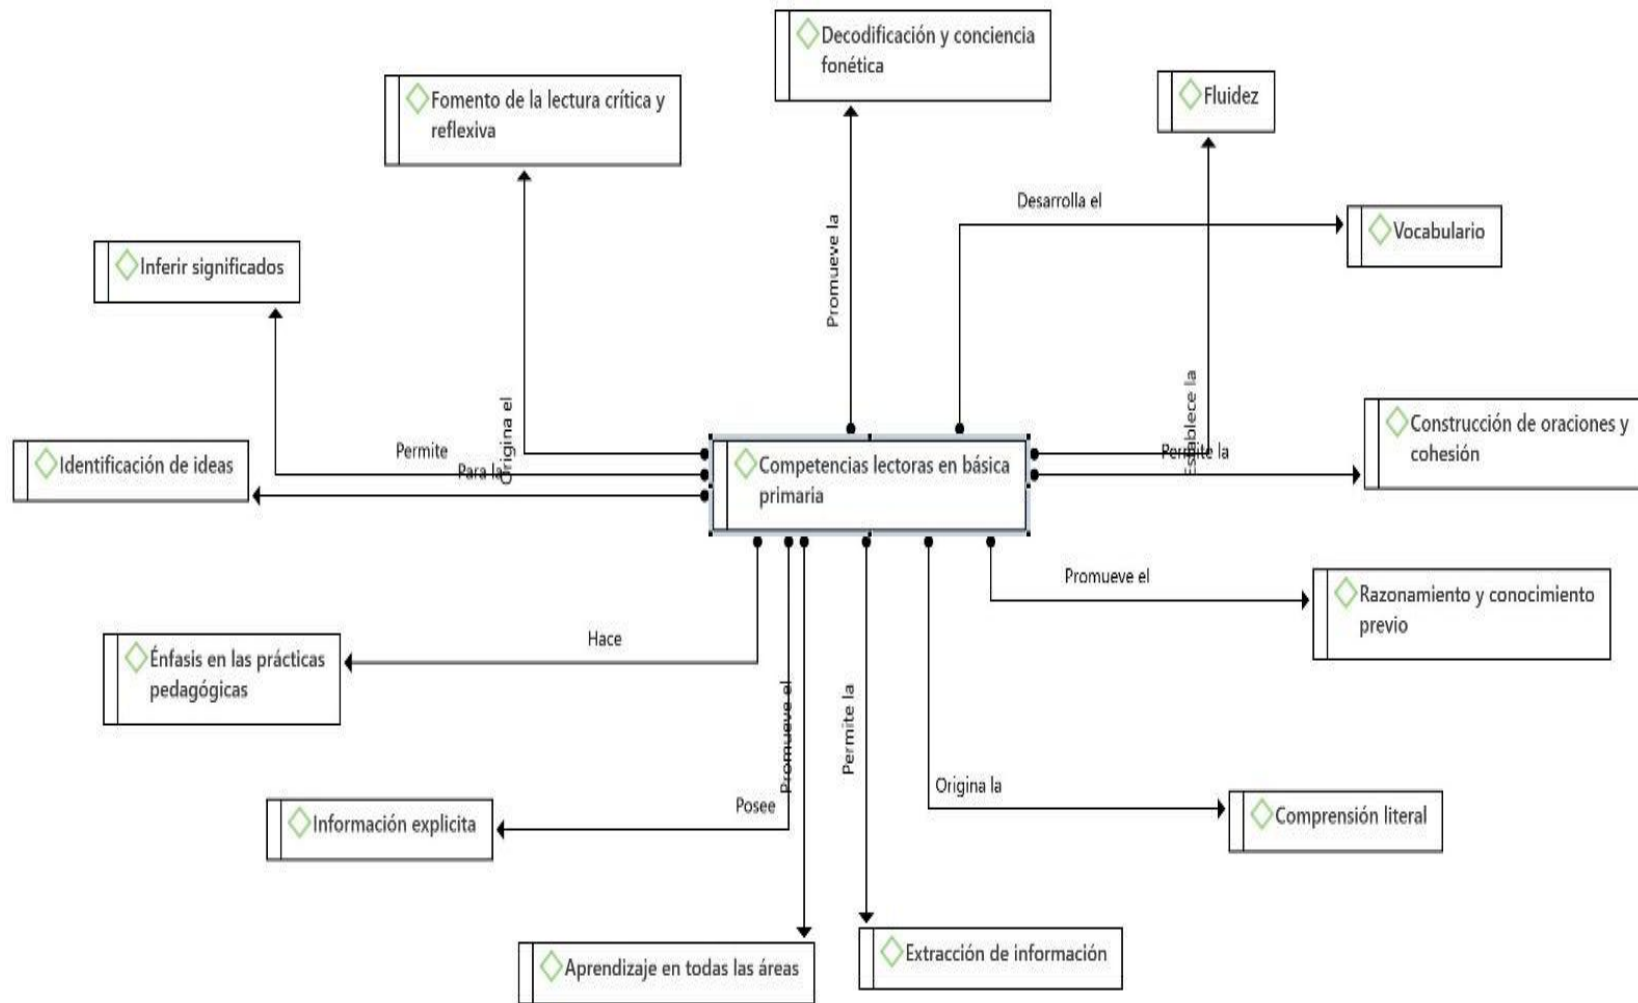 Decodificación y conciencia
fonética
Fomento de la lectura crítica y
reflexiva
Fluidez
Desarrolla el
Vocabulario
Promueve la
Inferir significados
Establece la
Origina el
Permite
Para la
Permite la
Identificación de ideas
Competencias lectoras en básica
primaria
Construcción de oraciones y
cohesión
Promueve el
Razonamiento y conocimiento
previo
Hace
Énfasis en las prácticas
pedagógicas
Promueve el
Permite la
Posee
Origina la
Información explicita
Comprensión literal
Aprendizaje en todas las áreas
Extracción de información